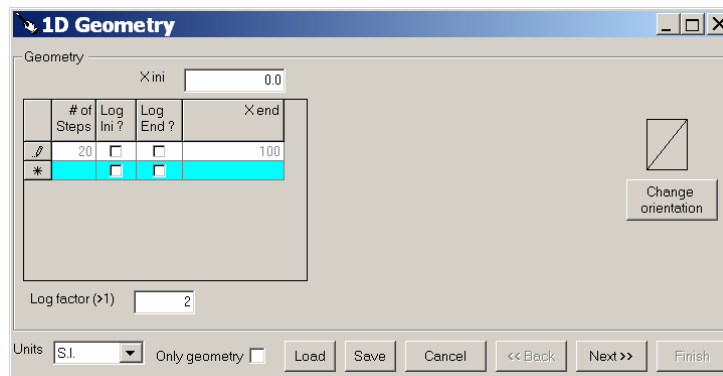 1D Geometry
Geometry
X ini 0.0
# of Steps Log Ini ? Log End ? X end
20 100
*
Change
orientation
Log factor (>1) 2
Units S.I. Only geometry Load Save Cancel << Back Next >> Finish